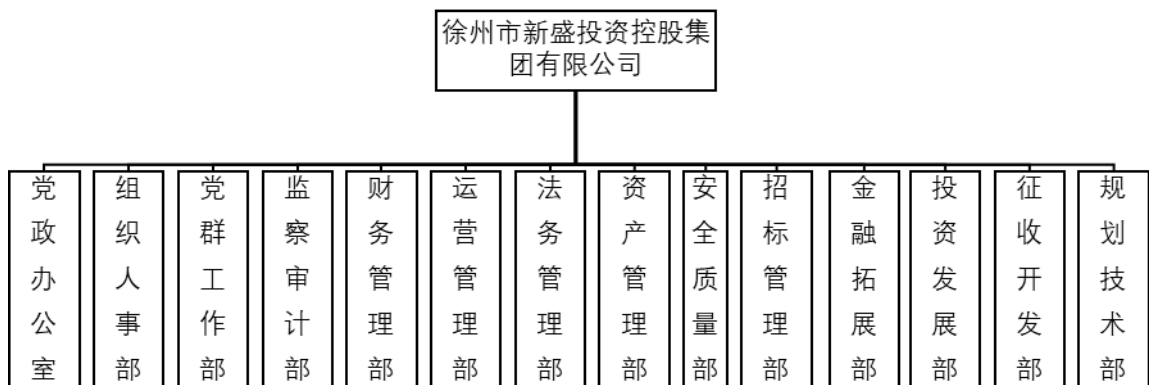 徐州市新盛投资控股集
团有限公司
党政办公室
组织人事部
党群工作部
监察审计部
财务管理部
运营管理部
法务管理部
资产管理部
安全质量部
招标管理部
金融拓展部
投资发展部
征收开发部
规划技术部